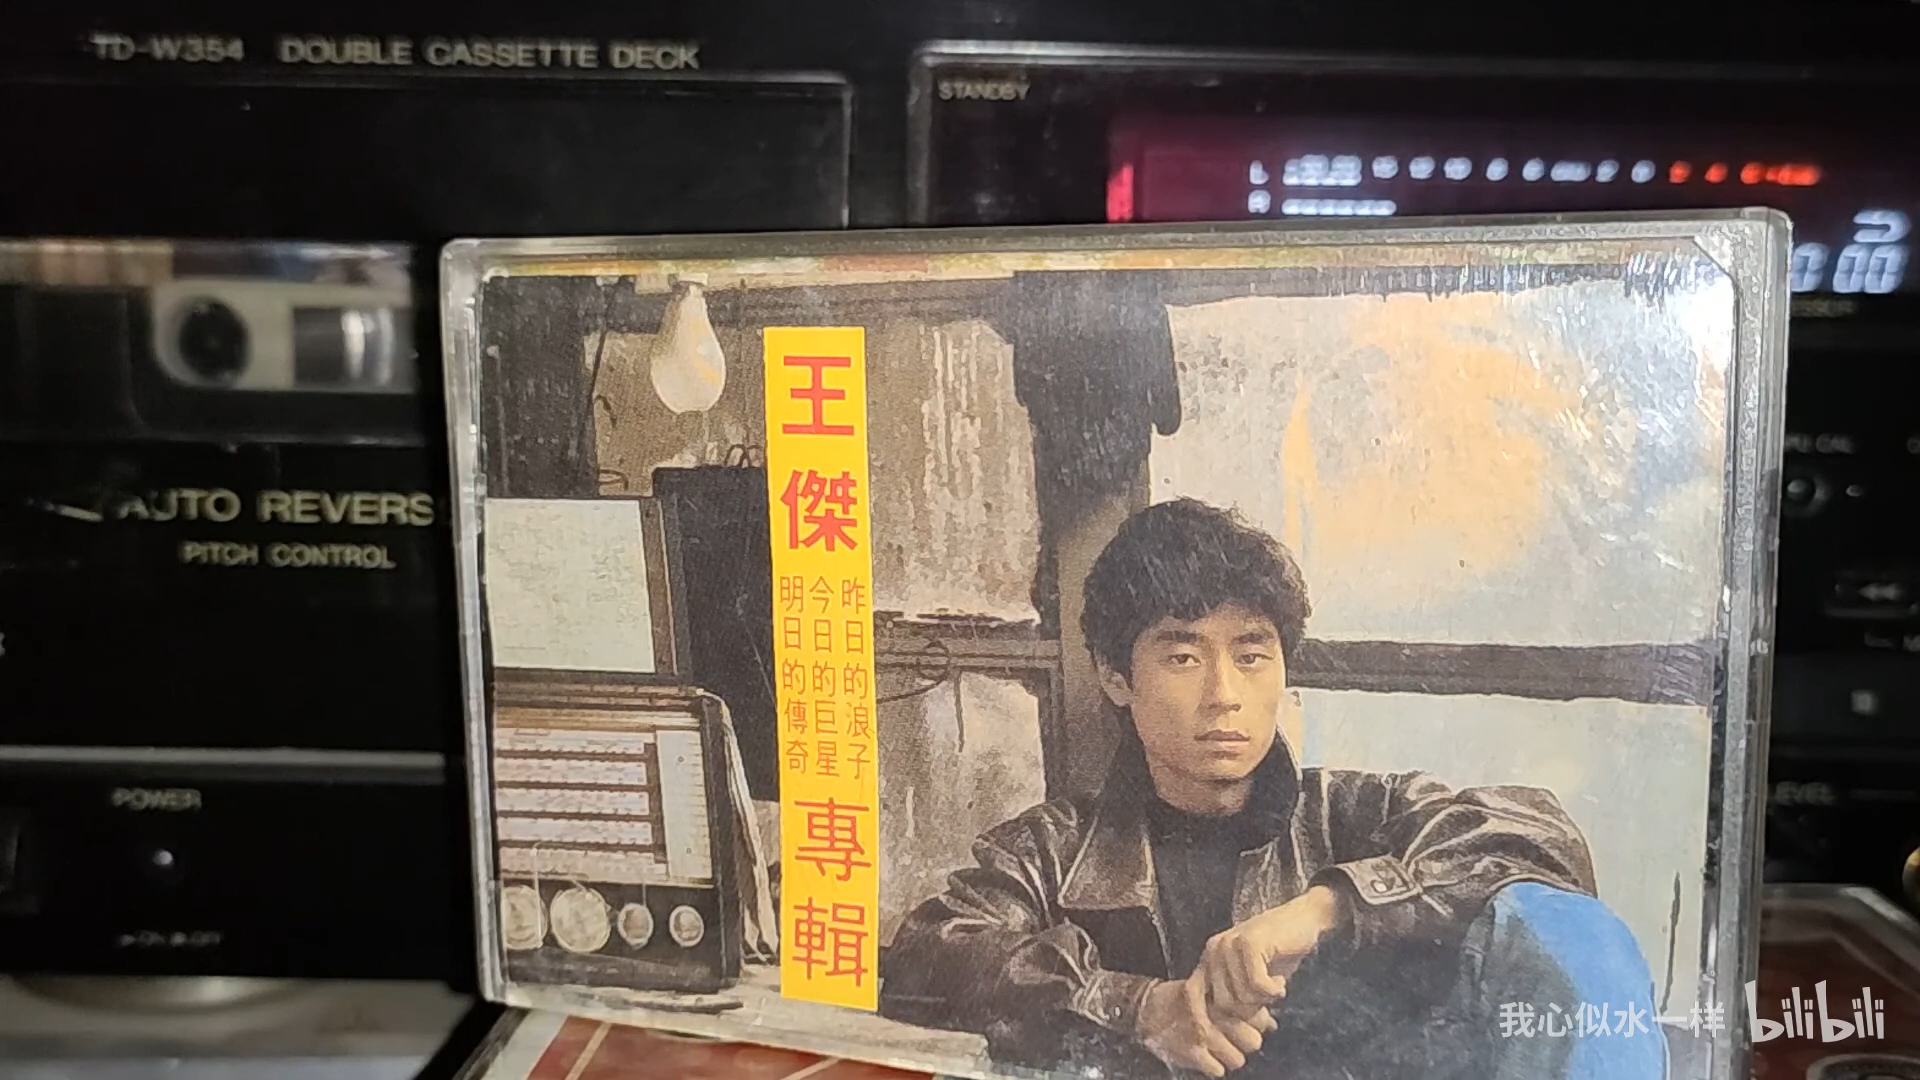 TD-W354 DOUBLE CASSETTE DECK
STANDBY
AUTO REVERS
PITCH CONTROL
POWER
王傑
昨日的浪子
今日的巨星
明日的傳奇
專輯
LEVEL
我心似水一样 bilibili